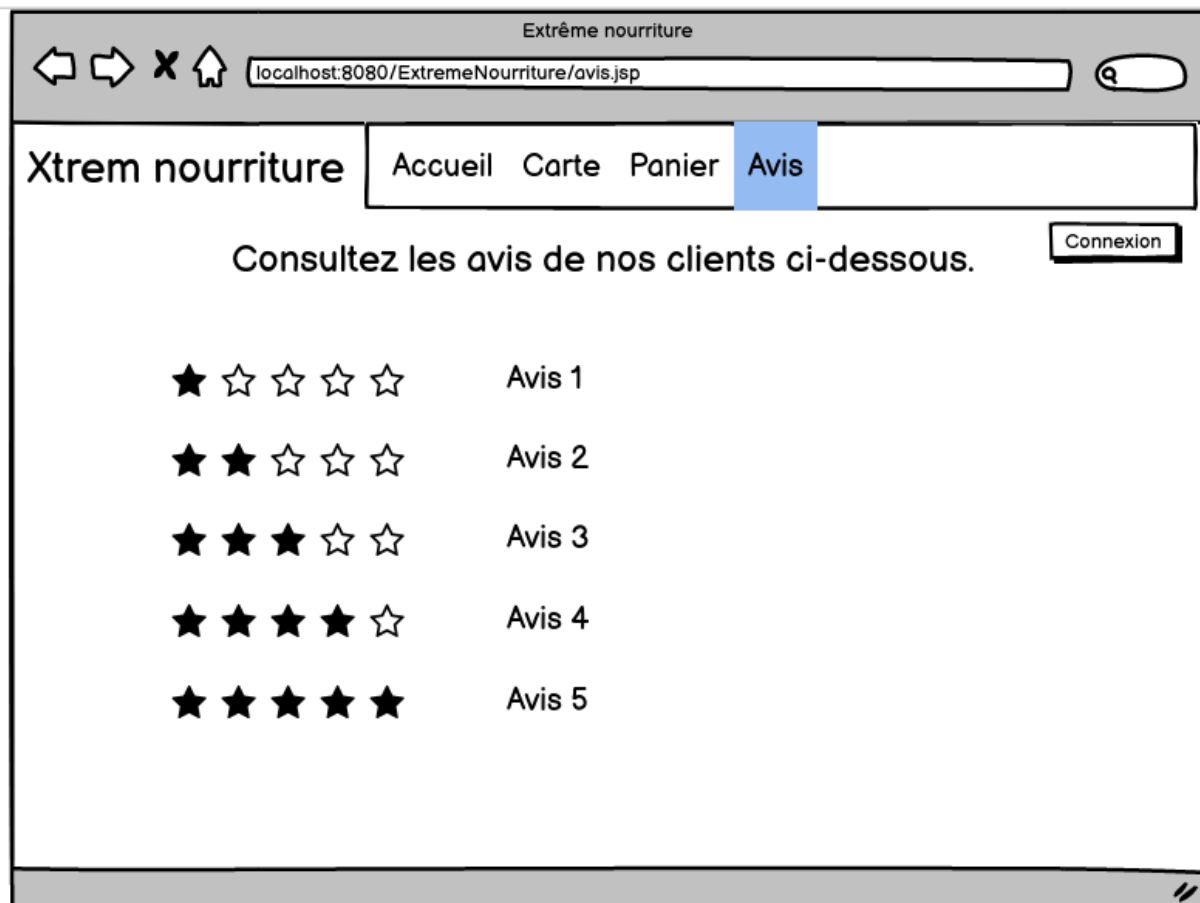 Extrême nourriture
localhost:8080/ExtremeNourriture/avis.jsp
Xtrem nourriture
Accueil Carte Panier Avis
Connexion
Consultez les avis de nos clients ci-dessous.
Avis 1
Avis 2
Avis 3
Avis 4
Avis 5